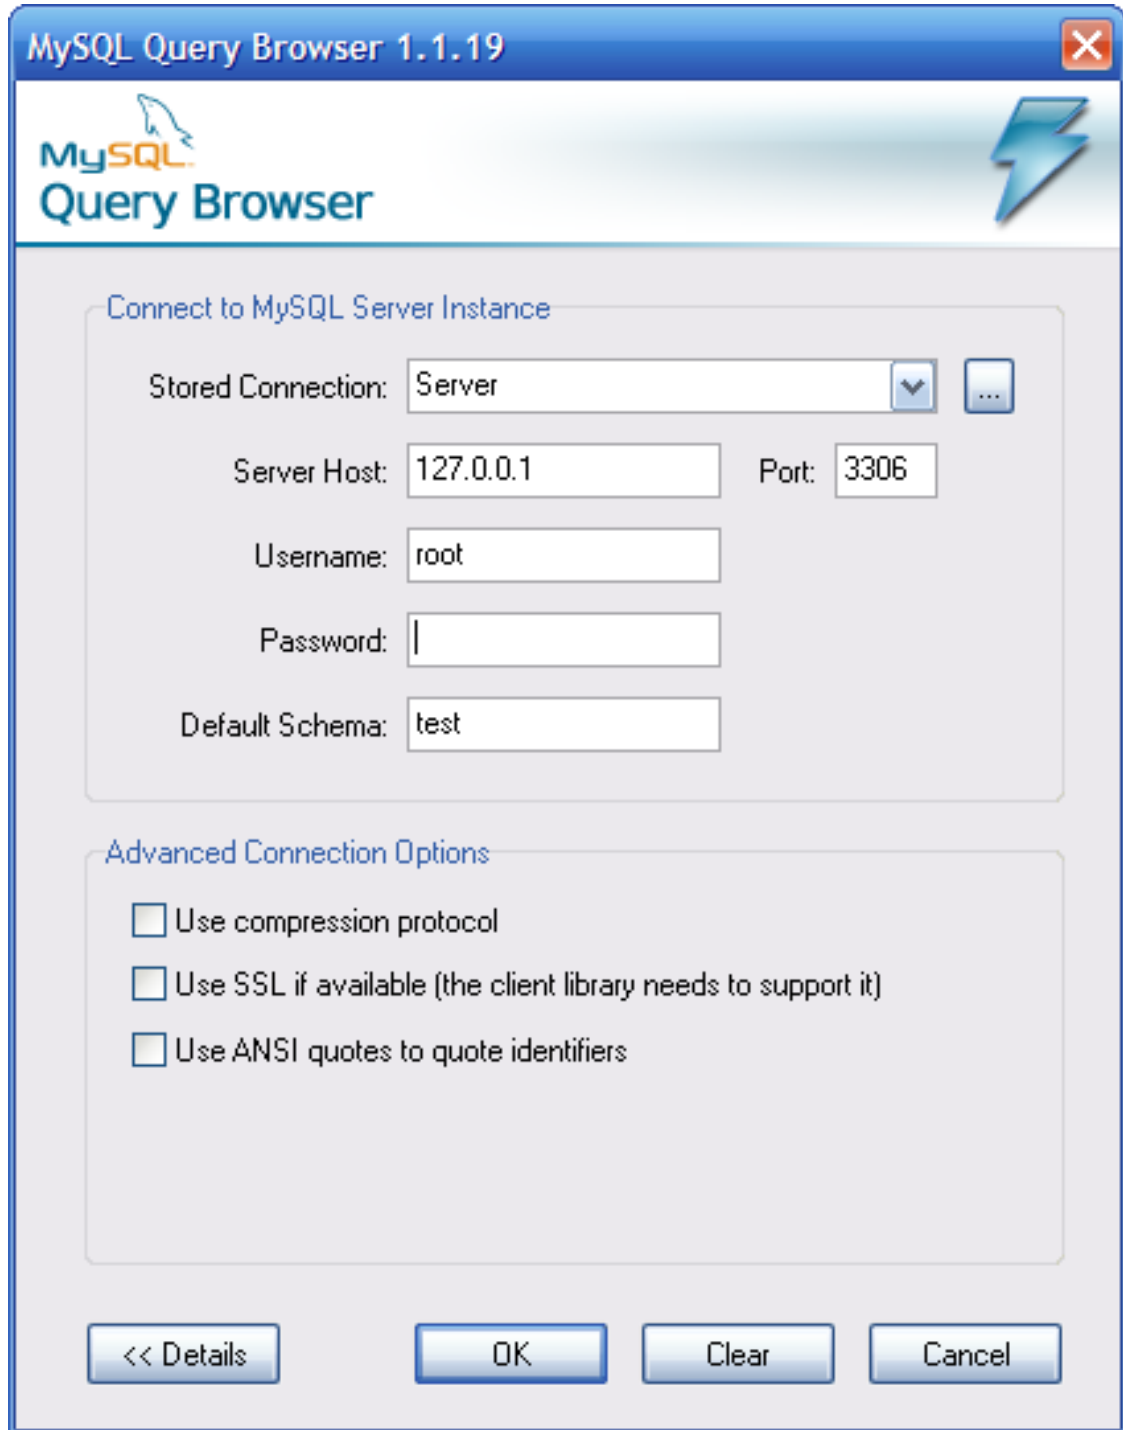 MySQL Query Browser 1.1.19
MySQL
Query Browser
Connect to MySQL Server Instance
Stored Connection: Server ...
Server Host: 127.0.0.1 Port: 3306
Username: root
Password:
Default Schema: test
Advanced Connection Options
Use compression protocol
Use SSL if available (the client library needs to support it)
Use ANSI quotes to quote identifiers
<< Details OK Clear Cancel